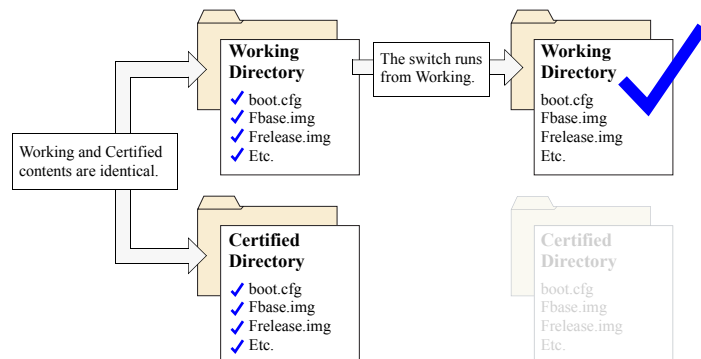 Working
Directory
boot.cfg
Fbase.img
Frelease.img
Etc.
The switch runs
from Working.
Working
Directory
boot.cfg
Fbase.img
Frelease.img
Etc.
Working and Certified
contents are identical.
Certified
Directory
boot.cfg
Fbase.img
Frelease.img
Etc.
Certified
Directory
boot.cfg
Fbase.img
Frelease.img
Etc.